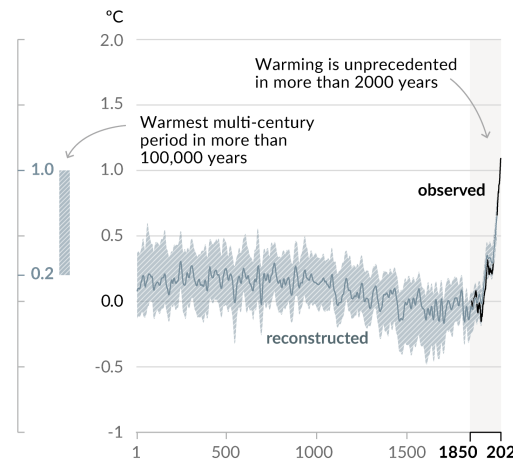 °C
2.0
Warming is unprecedented
in more than 2000 years
1.5
Warmest multi-century
period in more than
100,000 years
1.0
1.0
observed
0.5
0.2
0.0
reconstructed
-0.5
-1
1 500 1000 1500 1850 202